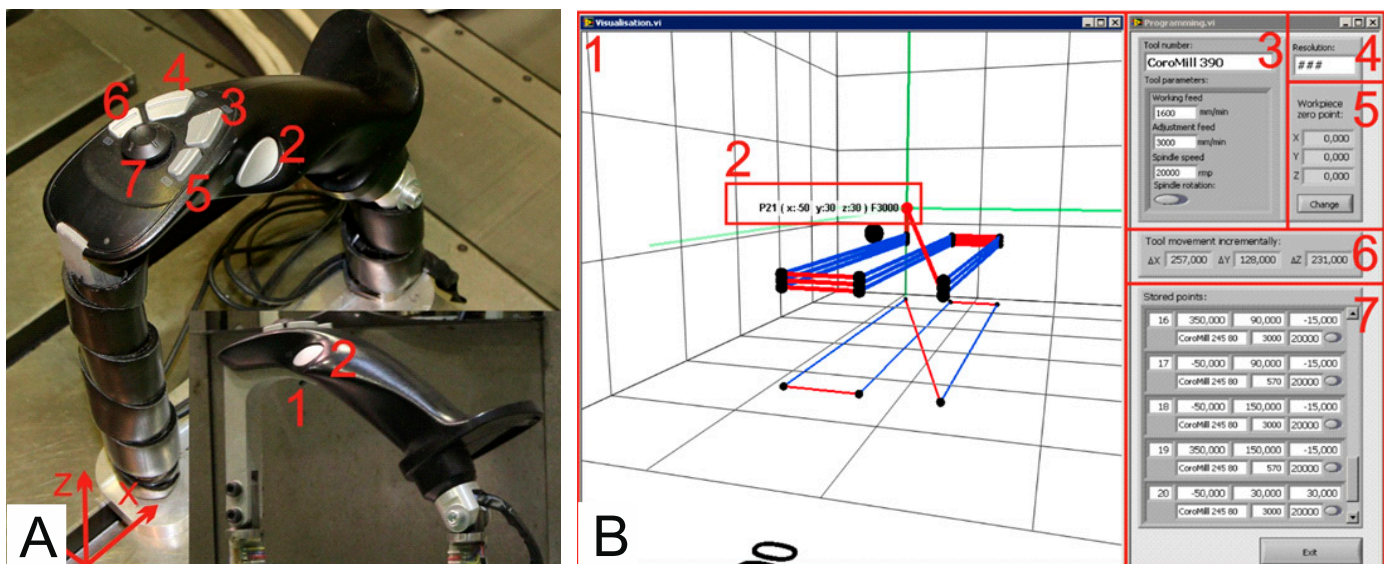 4
6
3
2
7
5
2
1
Z
X
A
Visualisation.vi
1
2
P21 ( x:-50 y:30 z:30 ) F3000
B
Programming.vi
Tool number:
CoroMill 390
3
Tool parameters:
Working feed
1600 mm/min
Adjustment feed
3000 mm/min
Spindle speed
20000 rmp
Spindle rotation:
Resolution:
###
4
5
Workpiece
zero point:
X 0,000
Y 0,000
Z 0,000
Change
Tool movement incrementally:
ΔX 257,000 ΔY 128,000 ΔZ 231,000
6
Stored points:
7
16 350,000 90,000 -15,000
CoroMill 245 80 3000 20000
17 -50,000 90,000 -15,000
CoroMill 245 80 570 20000
18 -50,000 150,000 -15,000
CoroMill 245 80 3000 20000
19 350,000 150,000 -15,000
CoroMill 245 80 570 20000
20 -50,000 30,000 30,000
CoroMill 245 80 3000 20000
Exit